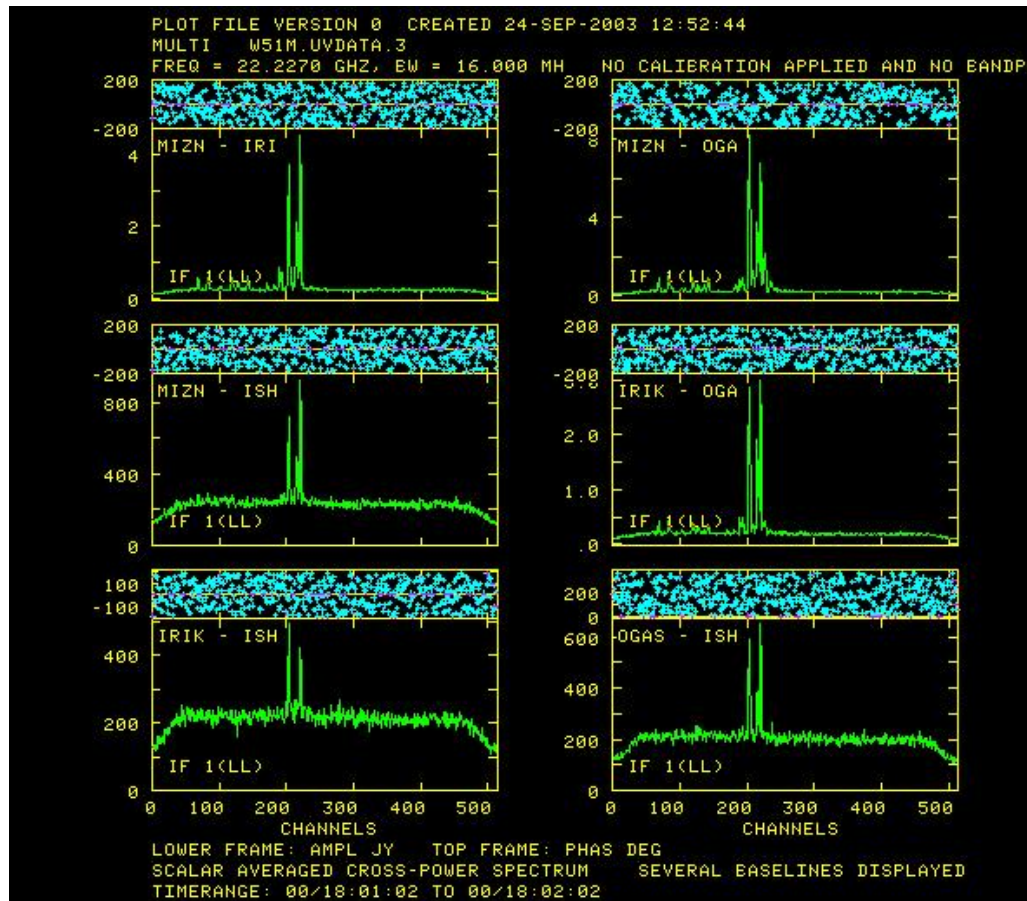 PLOT FILE VERSION 0 CREATED 24-SEP-2003 12:52:44
MULTI W51M.UVDATA.3
FREQ = 22.2270 GHZ, BW = 16.000 MH NO CALIBRATION APPLIED AND NO BANDP
200
-200
MIZN - IRI
4
2
0
IF 1(LL)
200
-200
8
MIZN - OGA
4
0
IF 1(LL)
200
-200
MIZN - ISH
800
400
0
IF 1(LL)
200
-200
IRIK - OGA
2.0
1.0
.0
IF 1(LL)
100
-100
IRIK - ISH
400
200
0
IF 1(LL)
200
0
OGAS - ISH
600
400
200
0
IF 1(LL)
0 100 200 300 400 500
CHANNELS
0 100 200 300 400 500
CHANNELS
LOWER FRAME: AMPL JY TOP FRAME: PHAS DEG
SCALAR AVERAGED CROSS-POWER SPECTRUM SEVERAL BASELINES DISPLAYED
TIMERANGE: 00/18:01:02 TO 00/18:02:02